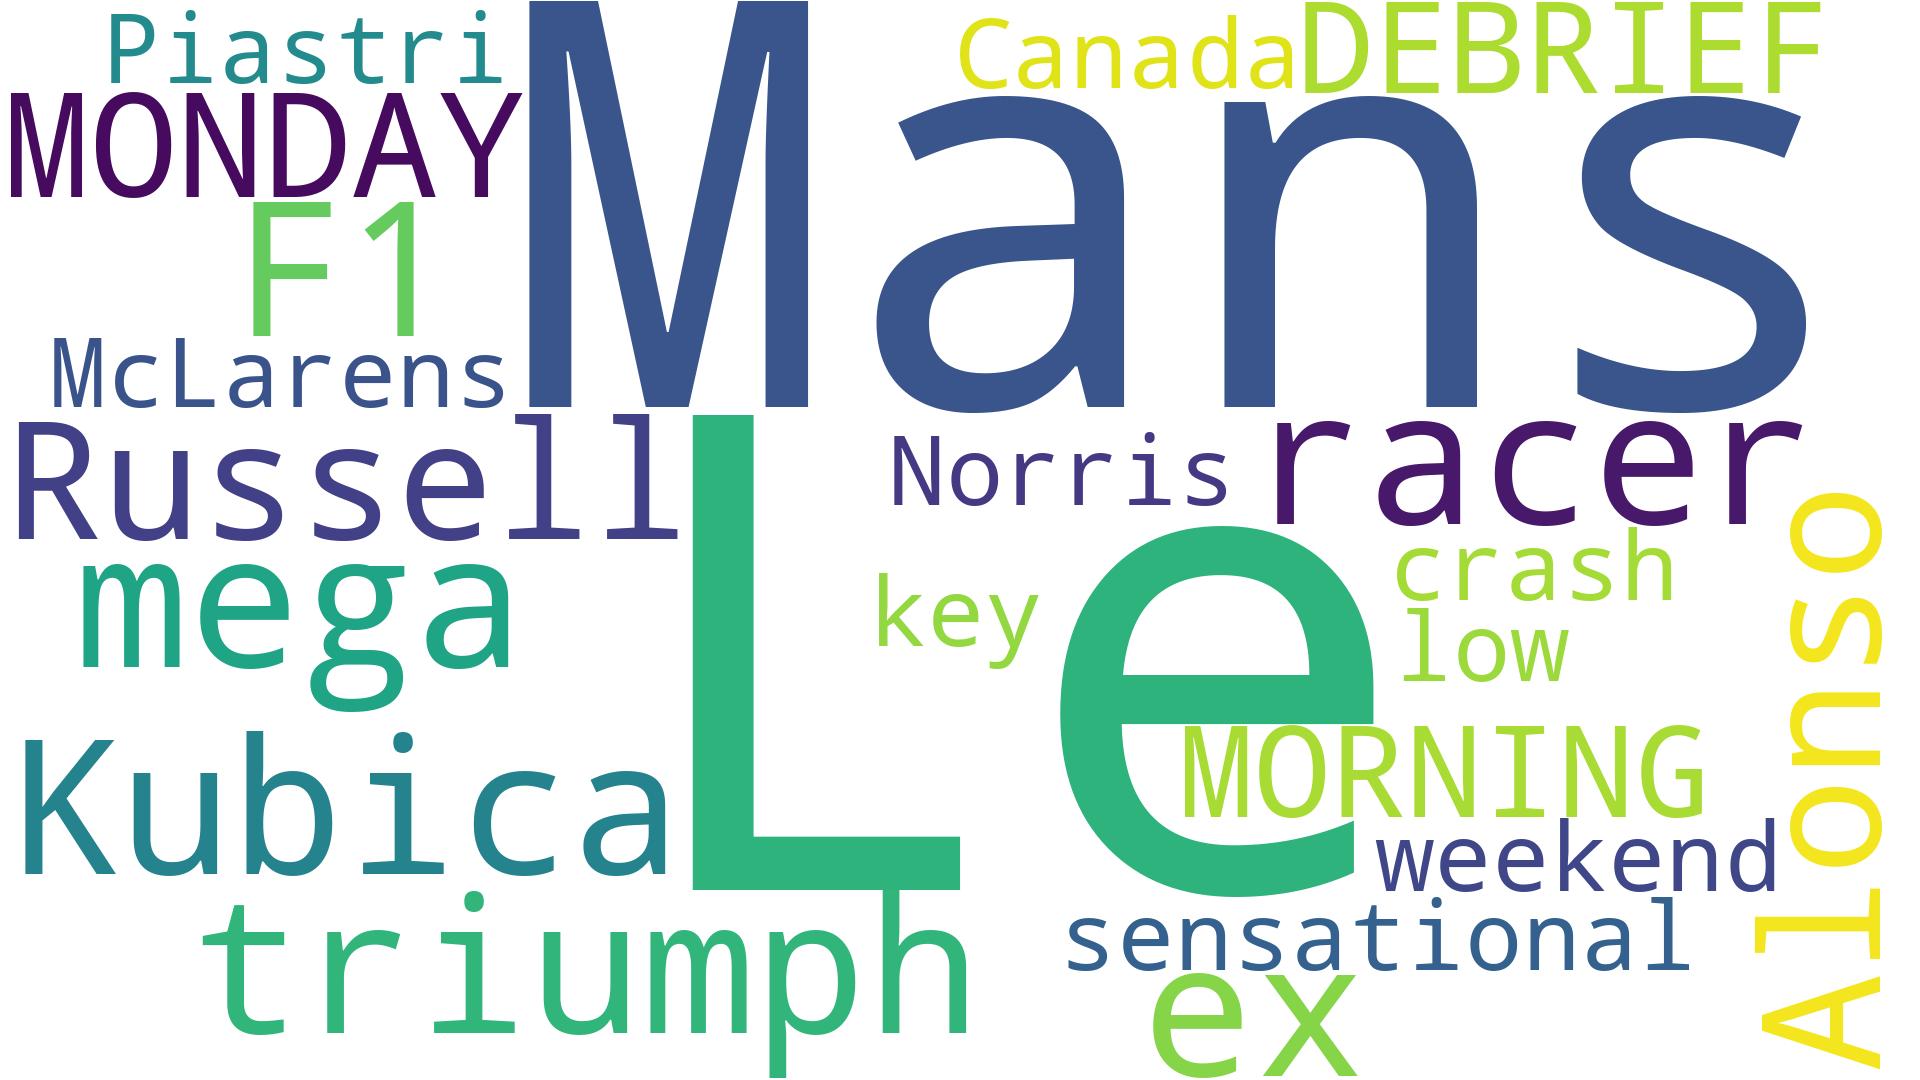 Piastri
Canada
DEBRIEF
MONDAY
Mans
F1
McLarens
Russell
Norris
racer
mega
Le
key
crash
low
Alonso
Kubica
MORNING
weekend
triumph
sensational
ex